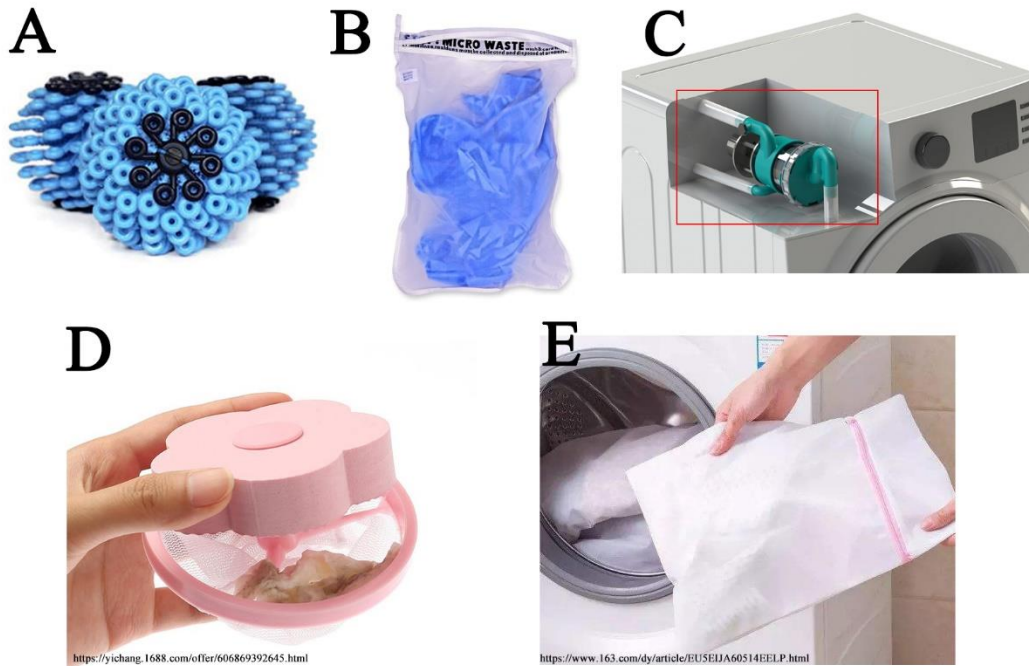 A
B
C
MICRO WASTE
D
E
https://yichang.1688.com/offer/606869392645.html
https://www.163.com/dy/article/EU5EIJA60514EELP.html